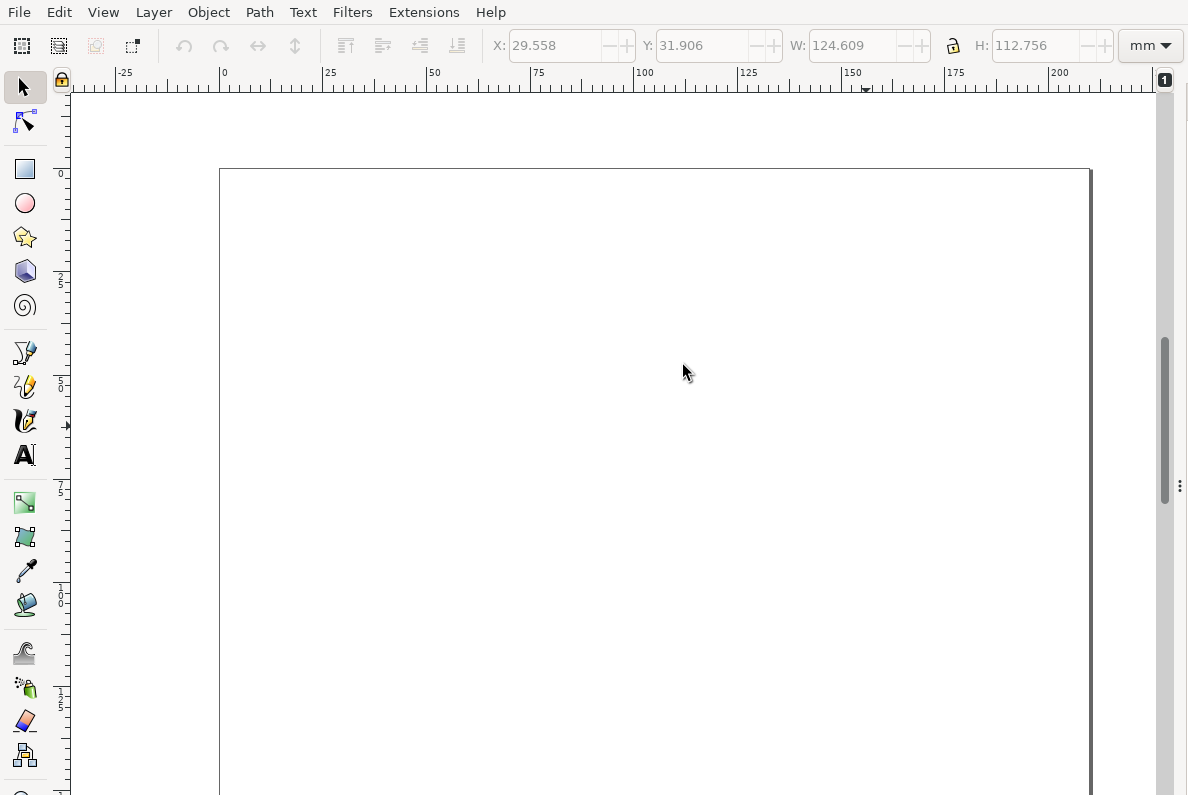 File Edit View Layer Object Path Text Filters Extensions Help
X: 29.558 Y: 31.906 W: 124.609 H: 112.756 mm
-25 0 25 50 75 100 125 150 175 200
1
0
25
50
75
100
125
A